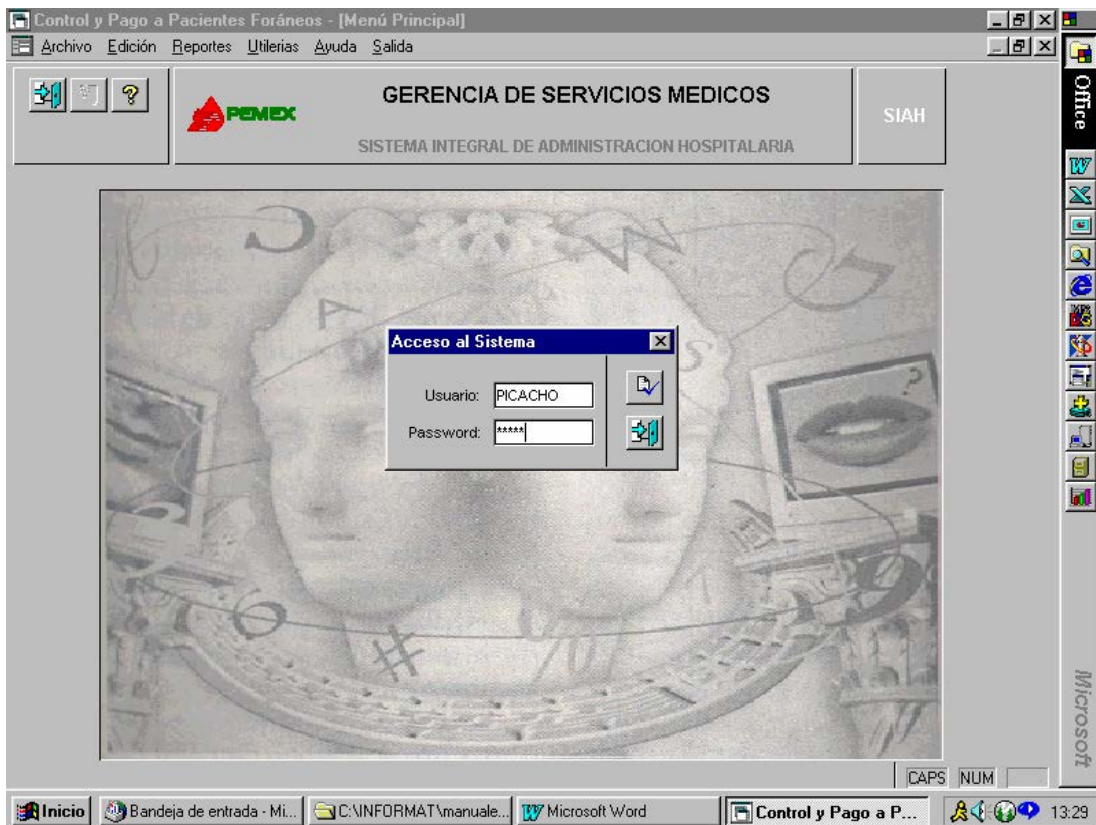 Control y Pago a Pacientes Foráneos - [Menú Principal]
Archivo Edición Reportes Utilerias Ayuda Salida
PEMEX
GERENCIA DE SERVICIOS MEDICOS
SIAH
SISTEMA INTEGRAL DE ADMINISTRACION HOSPITALARIA
Office
Acceso al Sistema
Usuario: PICACHO
Password: *****
Microsoft
CAPS NUM
Inicio Bandeja de entrada - Mi... C:\INFORMAT\manuale... Microsoft Word Control y Pago a P... 13:29